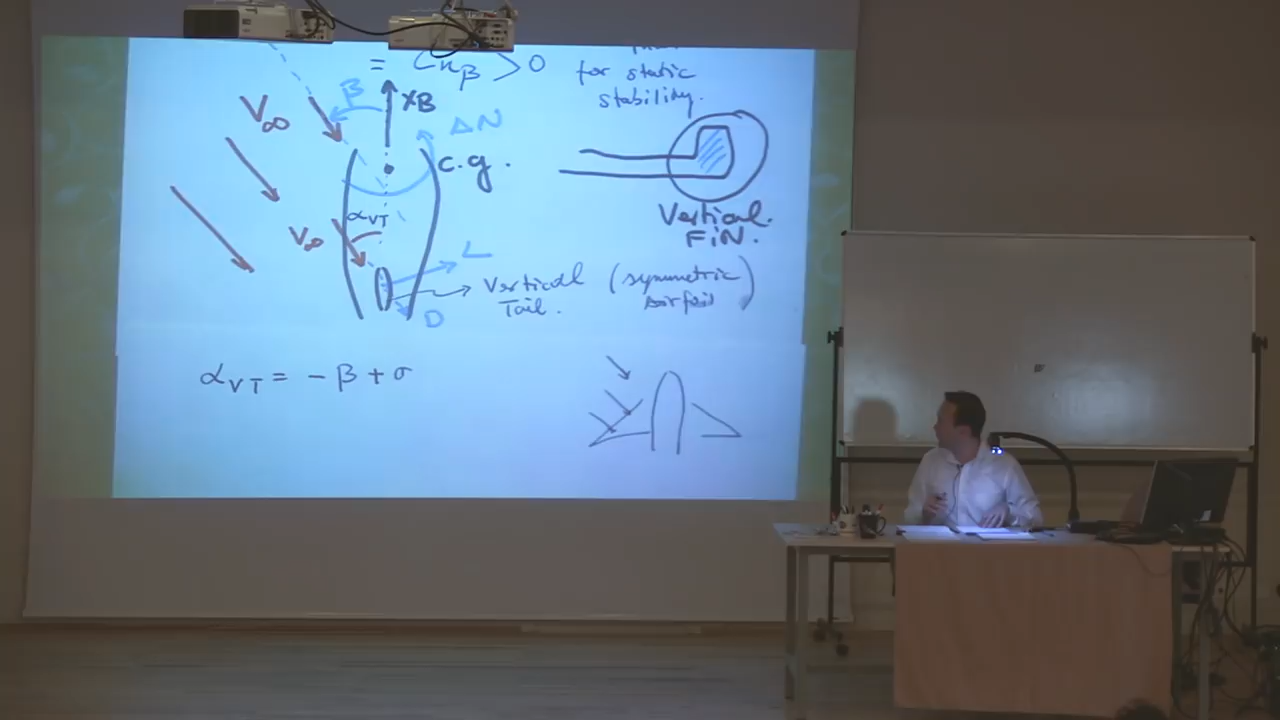 = Cnβ > 0
for static
stability.
β
XB
V∞
ΔN
c.g.
αVT
V∞
L
Vertical
Tail.
(symmetric
airfoil)
D
Vertical
FiN.
αVT = - β + σ